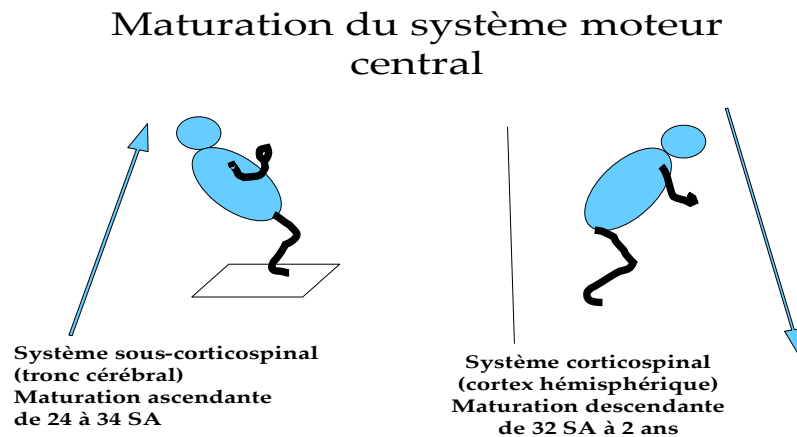 Maturation du système moteur
central
Système sous-corticospinal
(tronc cérébral)
Maturation ascendante
de 24 à 34 SA
Système corticospinal
(cortex hémisphérique)
Maturation descendante
de 32 SA à 2 ans